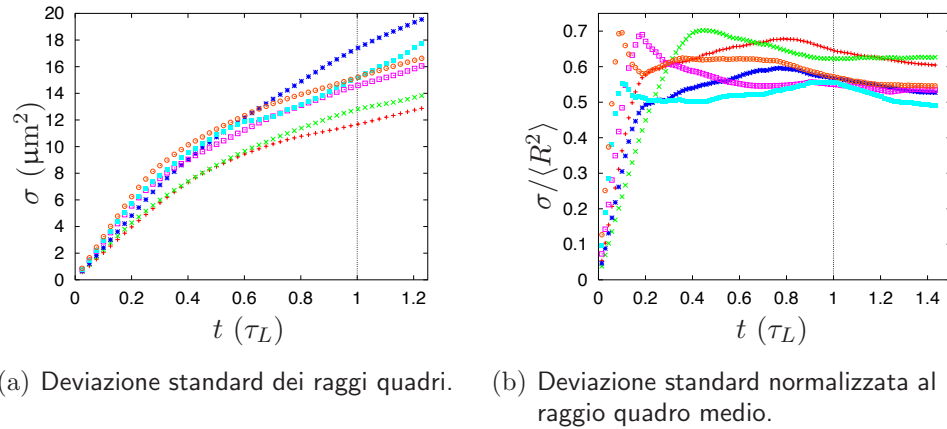 20
18
16
14
12
10
8
6
4
2
0
σ (μm²)
0 0.2 0.4 0.6 0.8 1 1.2
t (τ_L)
0.7
0.6
0.5
0.4
0.3
0.2
0.1
0
σ/⟨R²⟩
0 0.2 0.4 0.6 0.8 1 1.2 1.4
t (τ_L)
(a) Deviazione standard dei raggi quadri.
(b) Deviazione standard normalizzata al
raggio quadro medio.